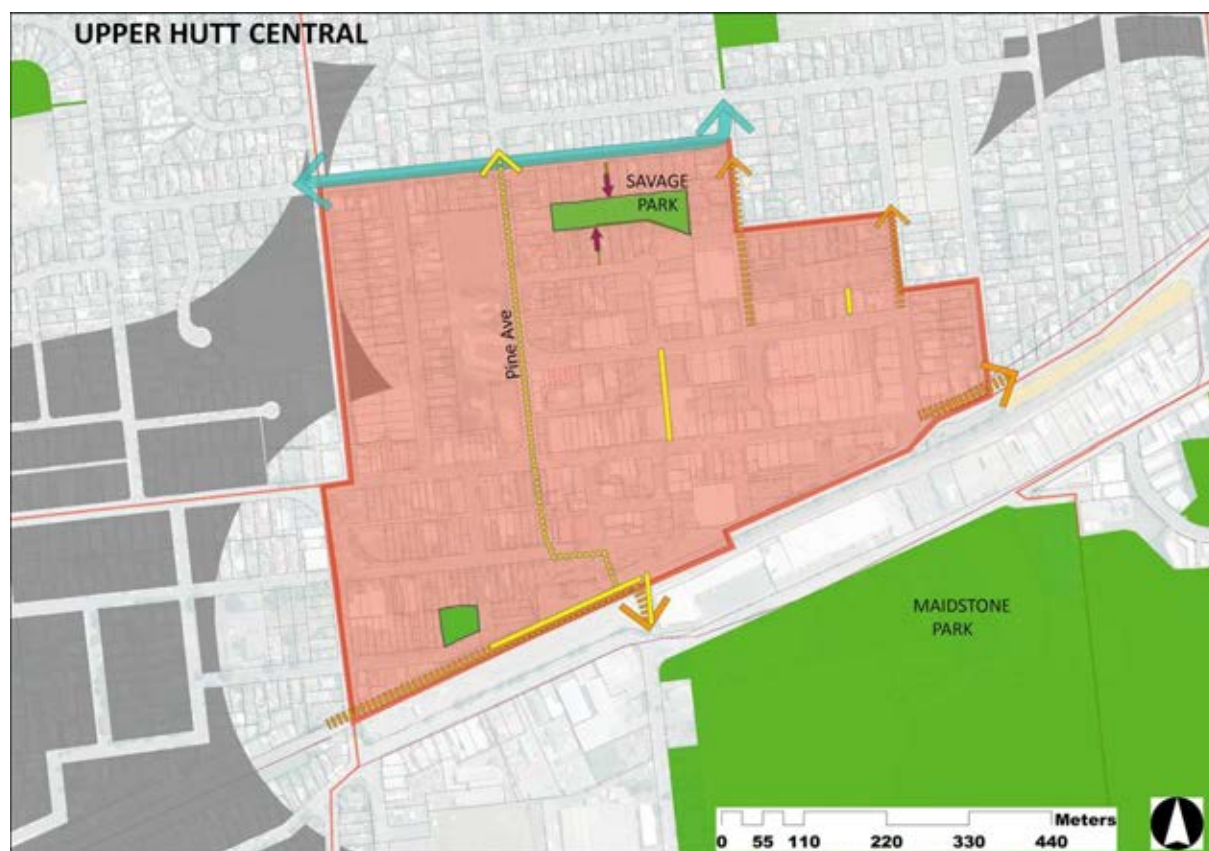 UPPER HUTT CENTRAL
SAVAGE
PARK
Pine Ave
MAIDSTONE
PARK
Meters
0 55 110 220 330 440